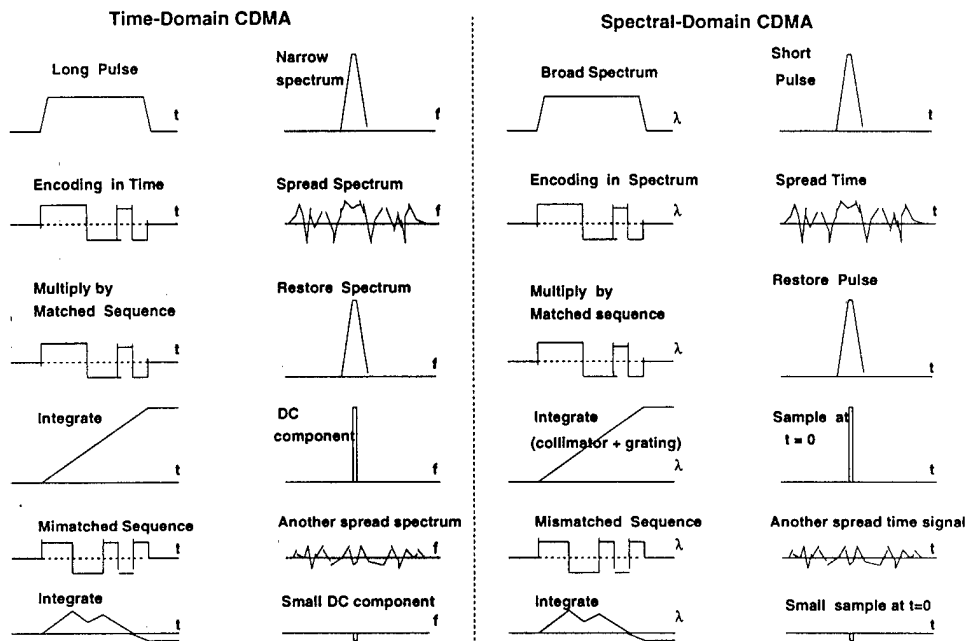 Time-Domain CDMA
Long Pulse
t
Narrow
spectrum
f
Encoding in Time
t
Spread Spectrum
f
Multiply by
Matched Sequence
t
Restore Spectrum
f
Integrate
t
DC
component
f
Mimatched Sequence
t
Another spread spectrum
f
Integrate
t
Small DC component
f
Spectral-Domain CDMA
Broad Spectrum
λ
Short
Pulse
t
Encoding in Spectrum
λ
Spread Time
t
Multiply by
Matched sequence
λ
Restore Pulse
t
Integrate
(collimator + grating)
λ
Sample at
t = 0
t
Mismatched Sequence
λ
Another spread time signal
t
Integrate
λ
Small sample at t=0
t